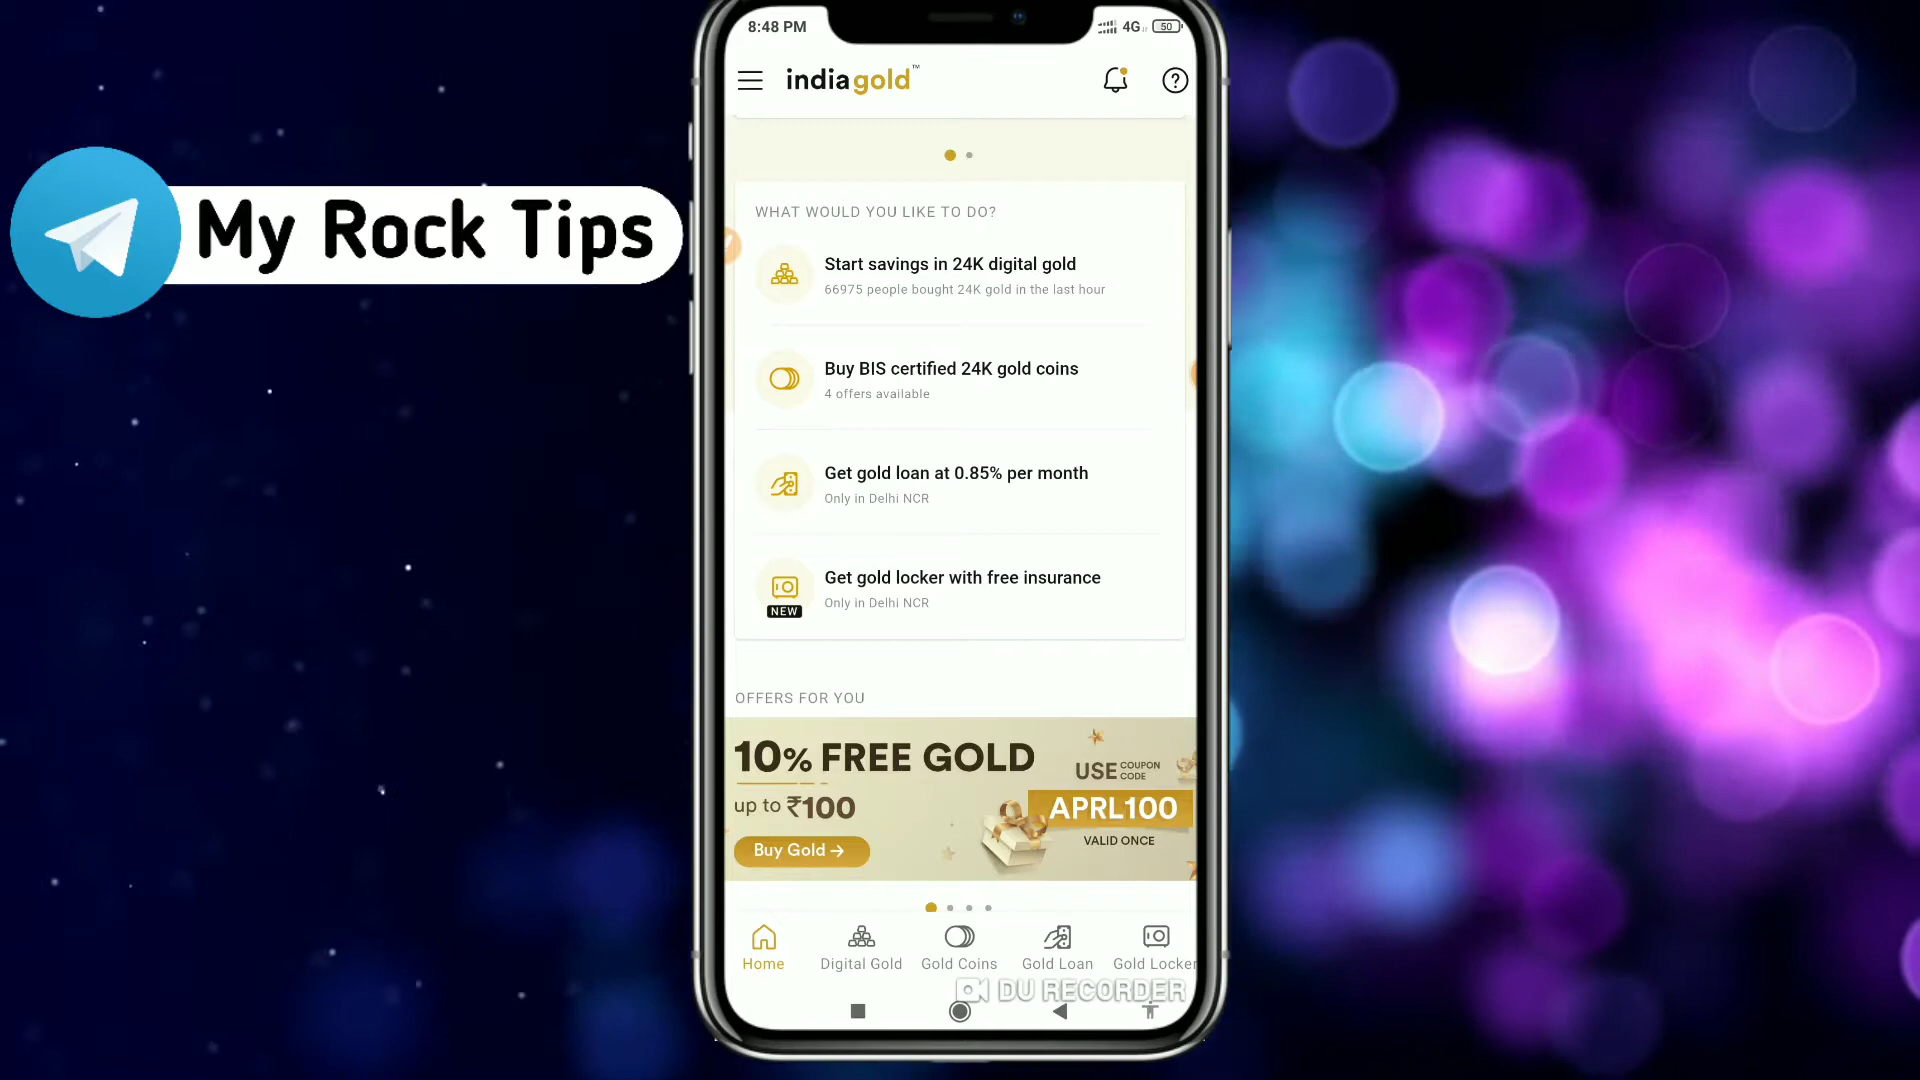 8:48 PM
4G
50
indiagold™
My Rock Tips
WHAT WOULD YOU LIKE TO DO?
Start savings in 24K digital gold
66975 people bought 24K gold in the last hour
Buy BIS certified 24K gold coins
4 offers available
Get gold loan at 0.85% per month
Only in Delhi NCR
Get gold locker with free insurance
NEW
Only in Delhi NCR
OFFERS FOR YOU
10% FREE GOLD
up to ₹100
Buy Gold →
USE COUPON CODE
APRL100
VALID ONCE
Home
Digital Gold
Gold Coins
Gold Loan
Gold Locker
DU RECORDER